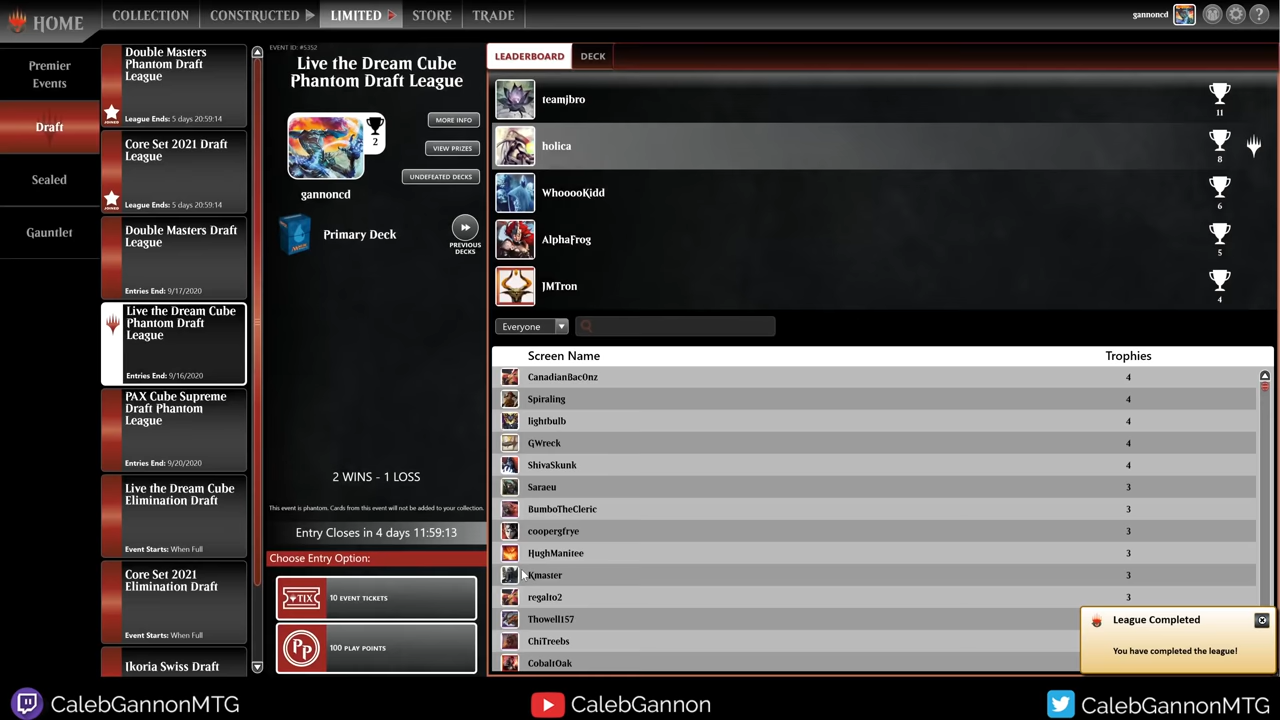 HOME
COLLECTION
CONSTRUCTED
LIMITED
STORE
TRADE
gannoncd
?
Premier
Events
Draft
Sealed
Gauntlet
Double Masters
Phantom Draft
League
JOINED
League Ends: 5 days 20:59:14
Core Set 2021 Draft
League
JOINED
League Ends: 5 days 20:59:14
Double Masters Draft
League
Entries End: 9/17/2020
Live the Dream Cube
Phantom Draft
League
Entries End: 9/16/2020
PAX Cube Supreme
Draft Phantom
League
Entries End: 9/20/2020
Live the Dream Cube
Elimination Draft
Event Starts: When Full
Core Set 2021
Elimination Draft
Event Starts: When Full
Ikoria Swiss Draft
EVENT ID: #5352
Live the Dream Cube
Phantom Draft League
2
gannoncd
MORE INFO
VIEW PRIZES
UNDEFEATED DECKS
Primary Deck
PREVIOUS
DECKS
2 WINS - 1 LOSS
This event is phantom. Cards from this event will not be added to your collection.
Entry Closes in 4 days 11:59:13
Choose Entry Option:
TIX
10 EVENT TICKETS
PP
100 PLAY POINTS
LEADERBOARD
DECK
teamjbro
11
holica
8
WhooooKidd
6
AlphaFrog
5
JMTron
4
Everyone
Screen Name Trophies
CanadianBac0nz 4
Spiraling 4
lightbulb 4
GWreck 4
ShivaSkunk 4
Saraeu 3
BumboTheCleric 3
coopergfrye 3
HughManitee 3
Kmaster 3
regalto2 3
Thowell157
ChiTreebs
CobaltOak
League Completed
You have completed the league!
CalebGannonMTG
CalebGannon
CalebGannonMTG